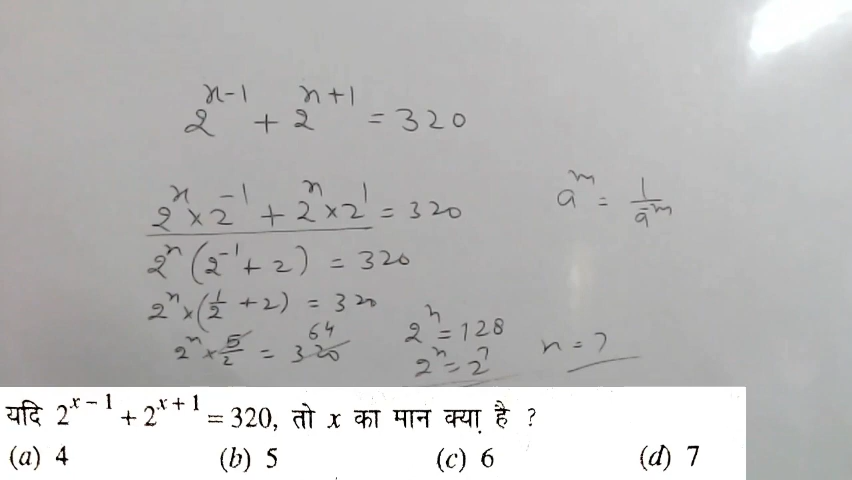 2^{x-1} + 2^{x+1} = 320
2^x × 2^{-1} + 2^x × 2^1 = 320
a^m = 1/a^{-m}
2^x (2^{-1} + 2) = 320
2^x × (1/2 + 2) = 320
2^x × 5/2 = 320 64
2^x = 128
2^x = 2^7
x = 7
यदि 2^{x-1} + 2^{x+1} = 320, तो x का मान क्या है ?
(a) 4 (b) 5 (c) 6 (d) 7